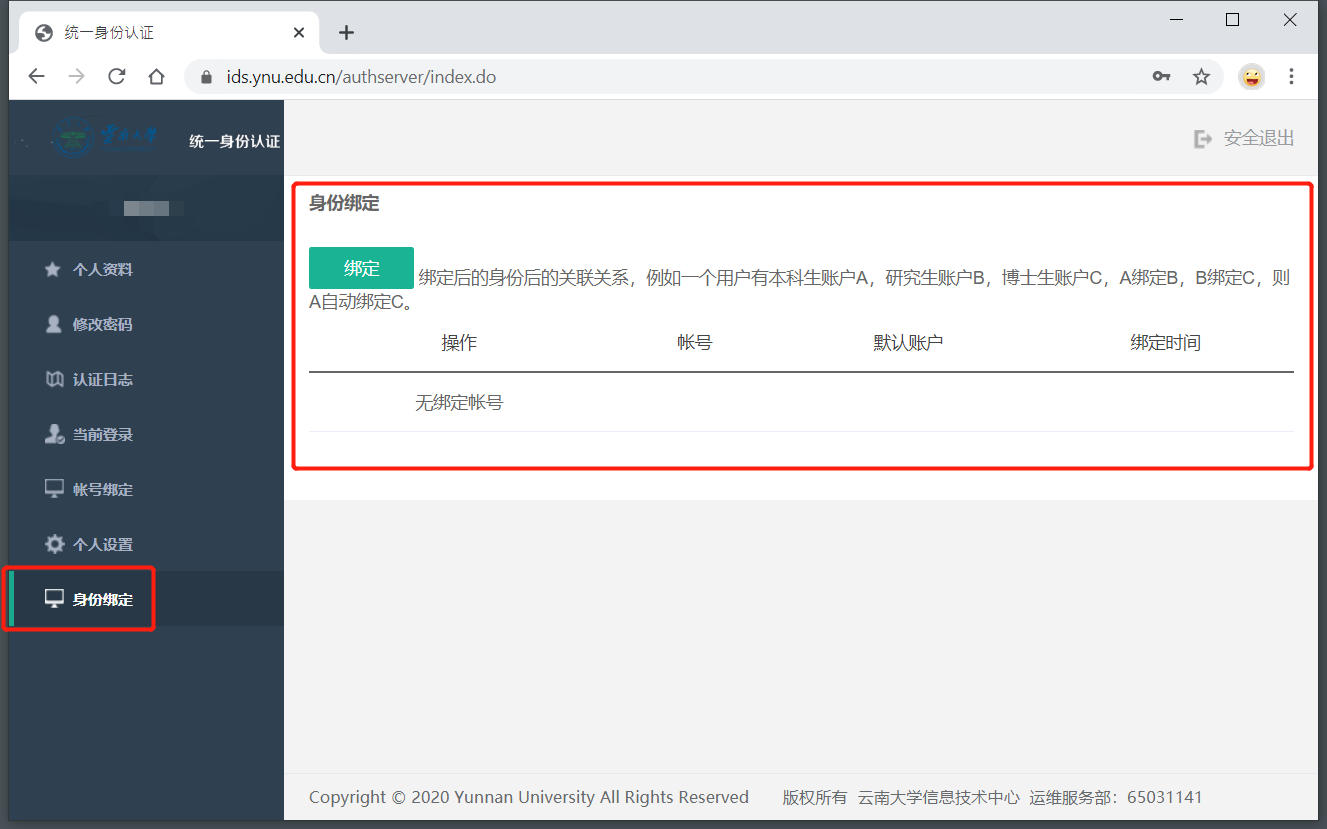 统一身份认证
ids.ynu.edu.cn/authserver/index.do
云南大学
统一身份认证
安全退出
个人资料
修改密码
认证日志
当前登录
帐号绑定
个人设置
身份绑定
身份绑定
绑定 绑定后的身份后的关联关系，例如一个用户有本科生账户A，研究生账户B，博士生账户C，A绑定B，B绑定C，则
A自动绑定C。
操作 帐号 默认账户 绑定时间
无绑定帐号
Copyright © 2020 Yunnan University All Rights Reserved 版权所有 云南大学信息技术中心 运维服务部：65031141